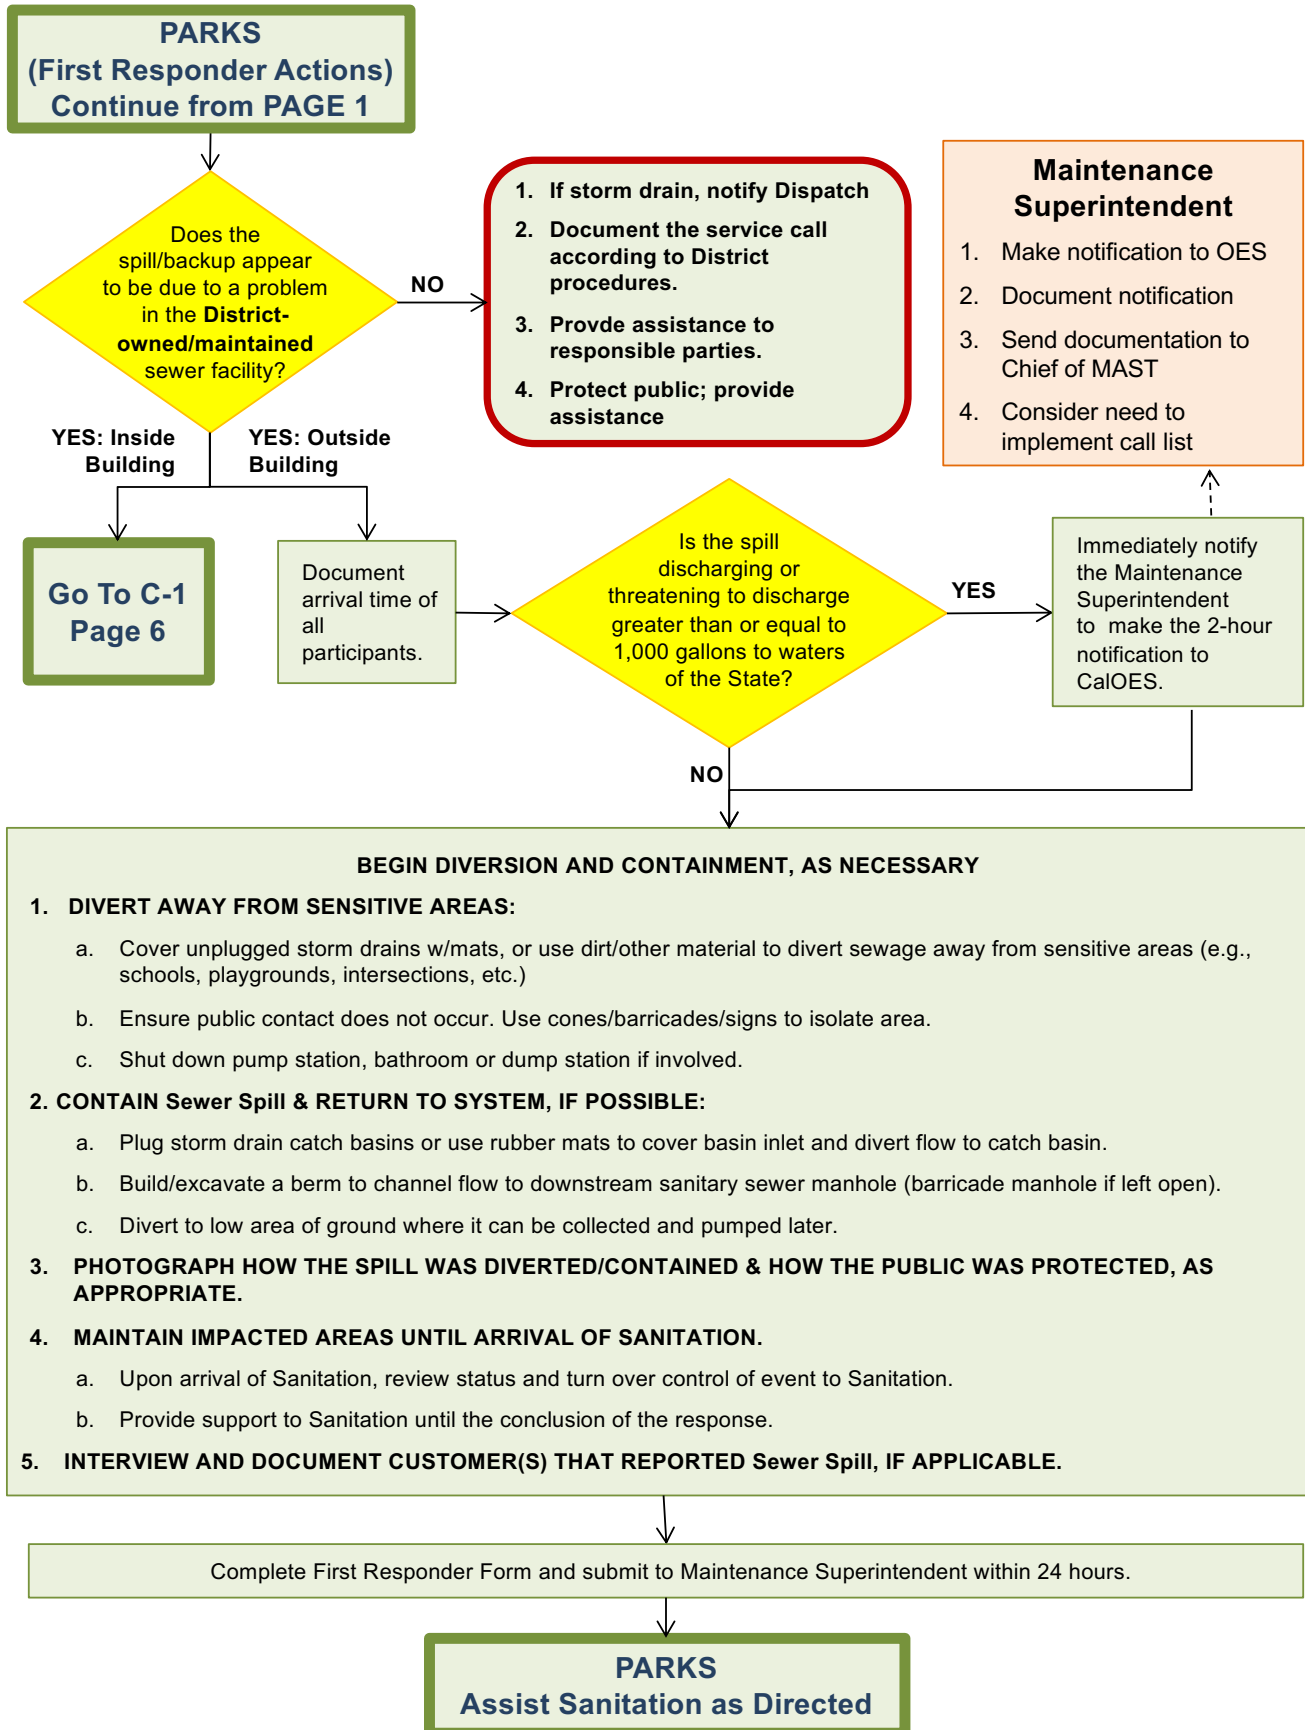 PARKS
(First Responder Actions)
Continue from PAGE 1
Does the
spill/backup appear
to be due to a problem
in the District-
owned/maintained
sewer facility?
NO
1. If storm drain, notify Dispatch
2. Document the service call
according to District
procedures.
3. Provde assistance to
responsible parties.
4. Protect public; provide
assistance
Maintenance
Superintendent
1. Make notification to OES
2. Document notification
3. Send documentation to
Chief of MAST
4. Consider need to
implement call list
YES: Inside
Building
YES: Outside
Building
Go To C-1
Page 6
Document
arrival time of
all
participants.
Is the spill
discharging or
threatening to discharge
greater than or equal to
1,000 gallons to waters
of the State?
YES
Immediately notify
the Maintenance
Superintendent
to make the 2-hour
notification to
CalOES.
NO
BEGIN DIVERSION AND CONTAINMENT, AS NECESSARY
1. DIVERT AWAY FROM SENSITIVE AREAS:
a. Cover unplugged storm drains w/mats, or use dirt/other material to divert sewage away from sensitive areas (e.g.,
schools, playgrounds, intersections, etc.)
b. Ensure public contact does not occur. Use cones/barricades/signs to isolate area.
c. Shut down pump station, bathroom or dump station if involved.
2. CONTAIN Sewer Spill & RETURN TO SYSTEM, IF POSSIBLE:
a. Plug storm drain catch basins or use rubber mats to cover basin inlet and divert flow to catch basin.
b. Build/excavate a berm to channel flow to downstream sanitary sewer manhole (barricade manhole if left open).
c. Divert to low area of ground where it can be collected and pumped later.
3. PHOTOGRAPH HOW THE SPILL WAS DIVERTED/CONTAINED & HOW THE PUBLIC WAS PROTECTED, AS
APPROPRIATE.
4. MAINTAIN IMPACTED AREAS UNTIL ARRIVAL OF SANITATION.
a. Upon arrival of Sanitation, review status and turn over control of event to Sanitation.
b. Provide support to Sanitation until the conclusion of the response.
5. INTERVIEW AND DOCUMENT CUSTOMER(S) THAT REPORTED Sewer Spill, IF APPLICABLE.
Complete First Responder Form and submit to Maintenance Superintendent within 24 hours.
PARKS
Assist Sanitation as Directed